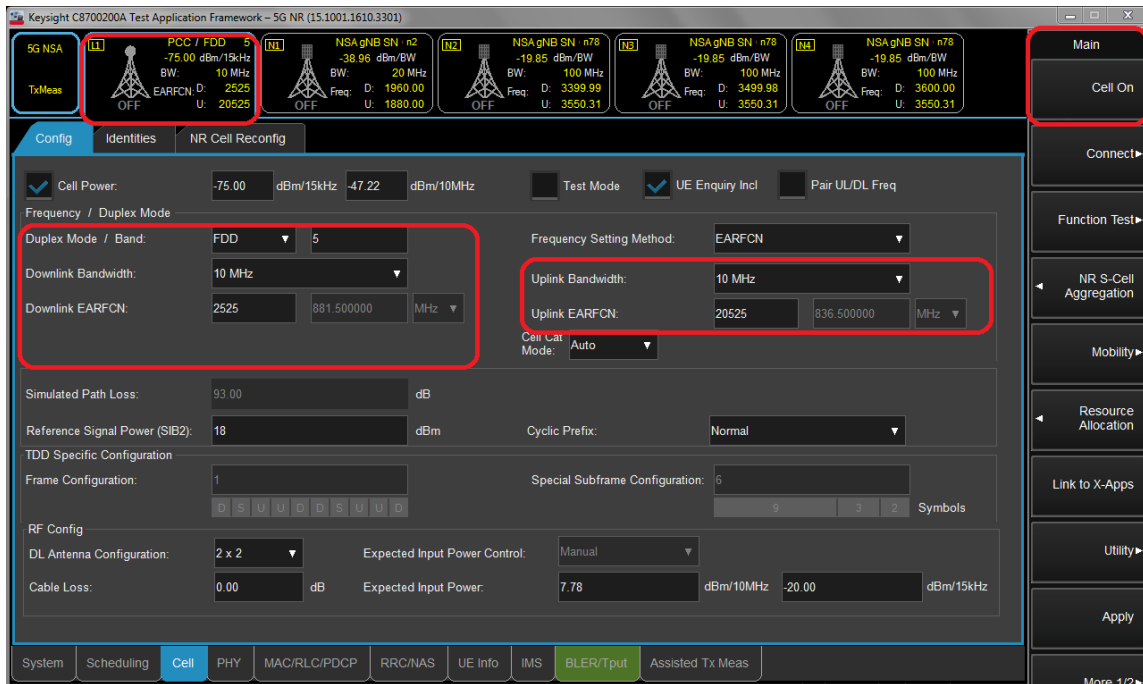 Keysight C8700200A Test Application Framework – 5G NR (15.1001.1610.3301)
5G NSA
TxMeas
L1 PCC / FDD 5
-75.00 dBm/15kHz
BW: 10 MHz
EARFCN: D: 2525
OFF U: 20525
N1 NSA gNB SN : n2
-38.96 dBm/BW
BW: 20 MHz
Freq: D: 1960.00
OFF U: 1880.00
N2 NSA gNB SN : n78
-19.85 dBm/BW
BW: 100 MHz
Freq: D: 3399.99
OFF U: 3550.31
N3 NSA gNB SN : n78
-19.85 dBm/BW
BW: 100 MHz
Freq: D: 3499.98
OFF U: 3550.31
N4 NSA gNB SN : n78
-19.85 dBm/BW
BW: 100 MHz
Freq: D: 3600.00
OFF U: 3550.31
Main
Cell On
Connect
Function Test
NR S-Cell
Aggregation
Mobility
Resource
Allocation
Link to X-Apps
Utility
Apply
More 1/2
Config Identities NR Cell Reconfig
Cell Power: -75.00 dBm/15kHz -47.22 dBm/10MHz Test Mode UE Enquiry Incl Pair UL/DL Freq
Frequency / Duplex Mode
Duplex Mode / Band: FDD 5 Frequency Setting Method: EARFCN
Downlink Bandwidth: 10 MHz Uplink Bandwidth: 10 MHz
Downlink EARFCN: 2525 881.500000 MHz Uplink EARFCN: 20525 836.500000 MHz
Cell Cat
Mode: Auto
Simulated Path Loss: 93.00 dB
Reference Signal Power (SIB2): 18 dBm Cyclic Prefix: Normal
TDD Specific Configuration
Frame Configuration: 1 Special Subframe Configuration: 6
D S U U D D S U U D 9 3 2 Symbols
RF Config
DL Antenna Configuration: 2 x 2 Expected Input Power Control: Manual
Cable Loss: 0.00 dB Expected Input Power: 7.78 dBm/10MHz -20.00 dBm/15kHz
System Scheduling Cell PHY MAC/RLC/PDCP RRC/NAS UE Info IMS BLER/Tput Assisted Tx Meas